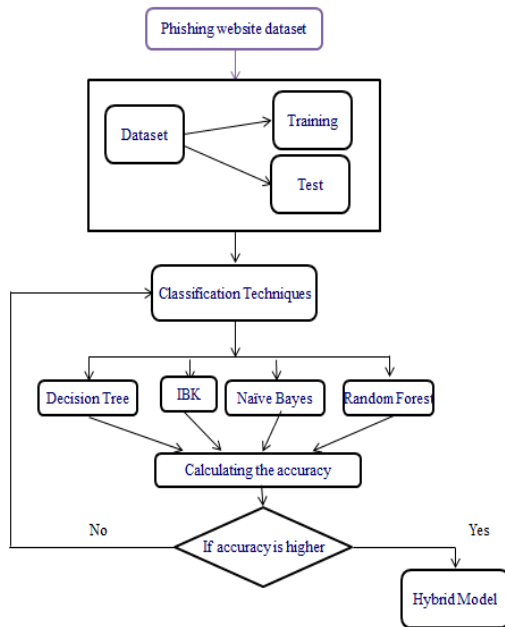 Phishing website dataset
Training
Dataset
Test
Classification Techniques
Decision Tree
IBK
Naïve Bayes
Random Forest
Calculating the accuracy
No
Yes
If accuracy is higher
Hybrid Model